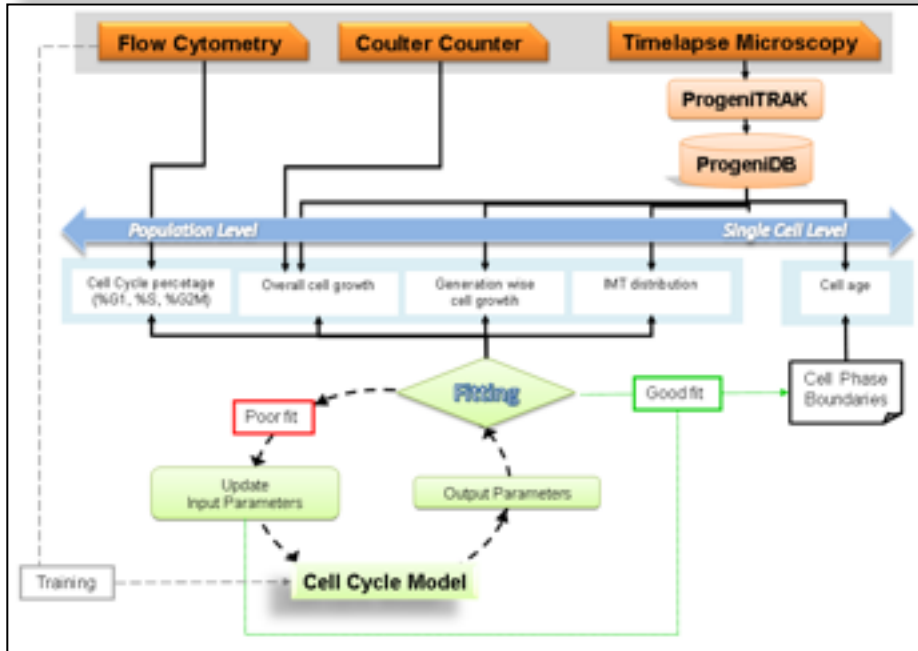 Flow Cytometry
Coulter Counter
Timelapse Microscopy
ProgeniTRAK
ProgeniDB
Population Level
Single Cell Level
Cell Cycle percetage
(%G1, %S, %G2M)
Overall cell growth
Generation wise
cell growtih
IMT distribution
Cell age
Fitting
Poor fit
Good fit
Cell Phase
Boundaries
Update
Input Parameters
Output Parameters
Training
Cell Cycle Model